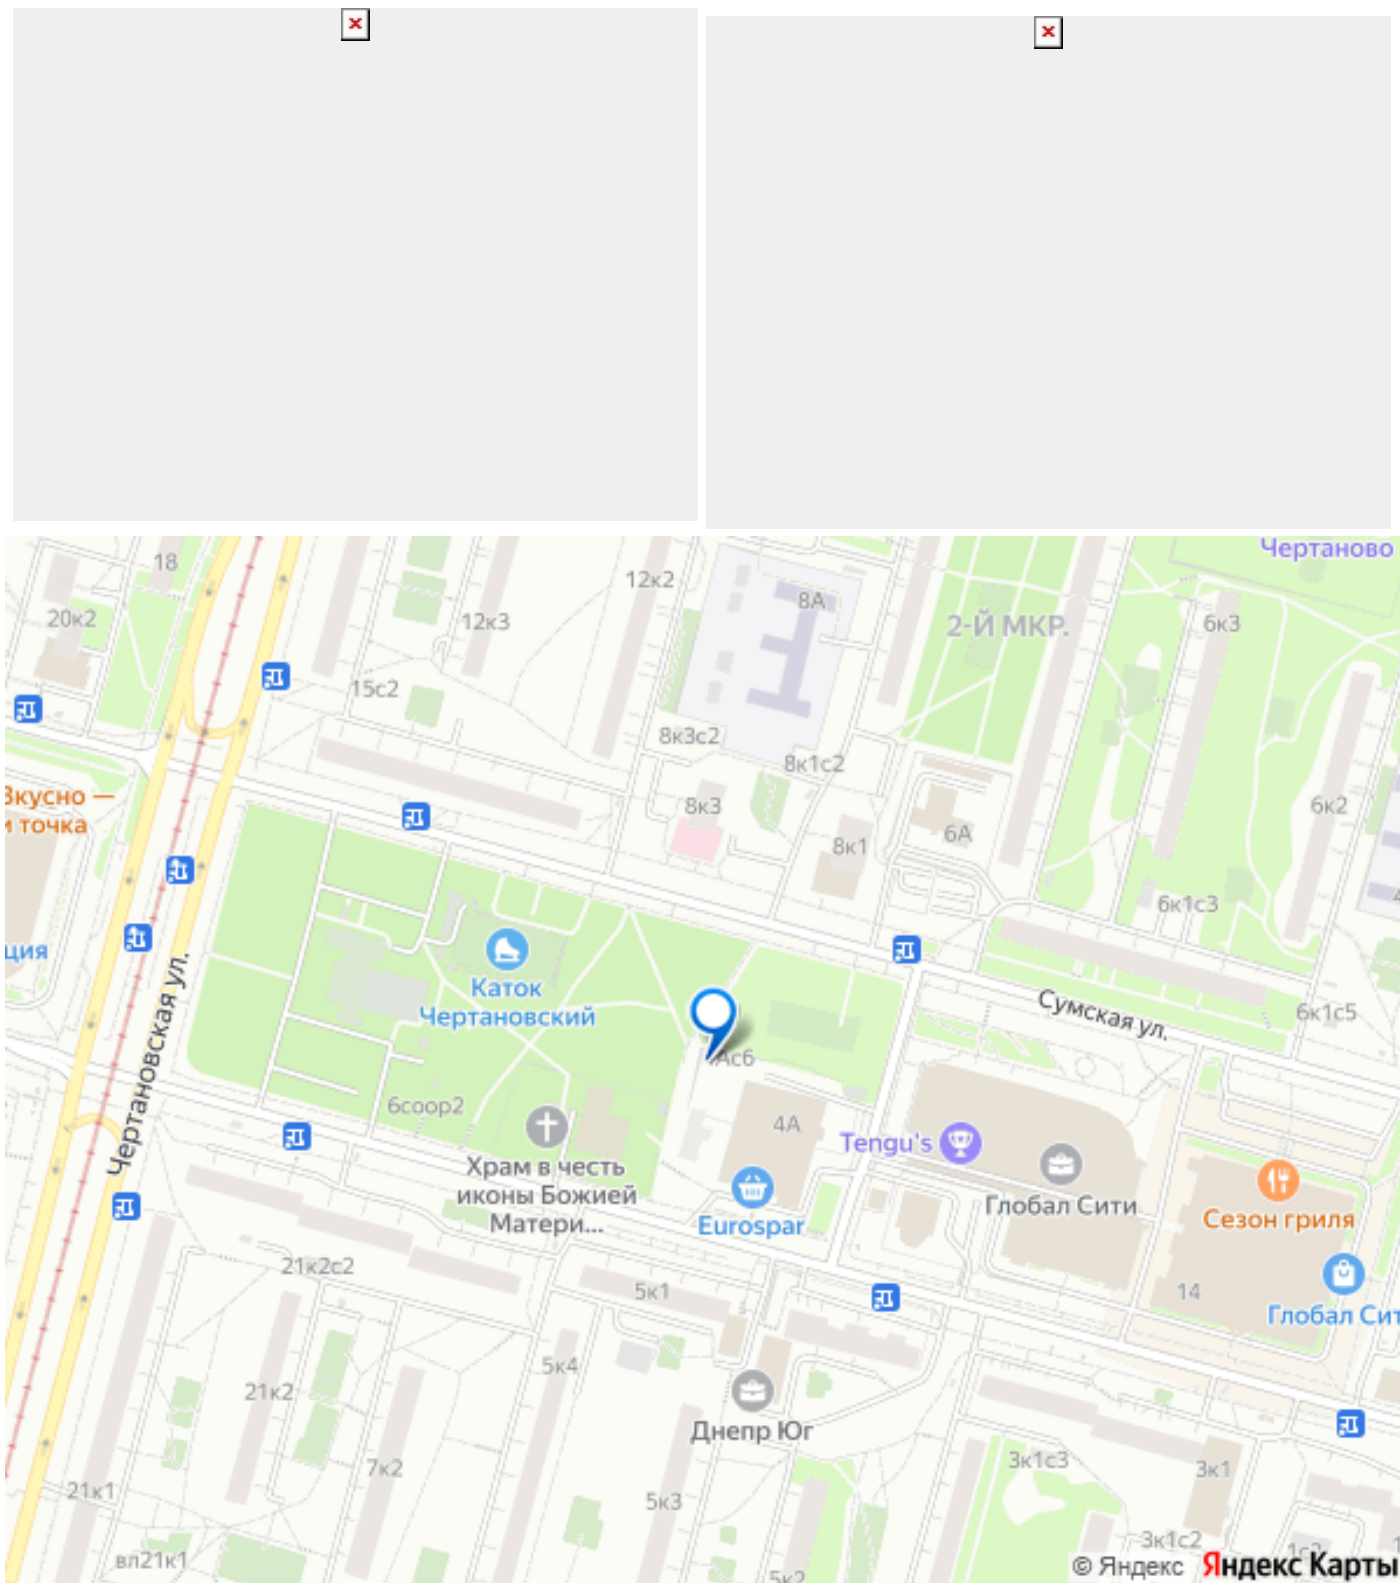 Чертаново
18
12к2
8А
20к2
12к3
2-Й МКР.
6к3
15с2
8к3с2
8к1с2
Вкусно —
и точка
8к3
6к2
6А
8к1
6к1с3
ция
Каток
Чертановский
Чертановская ул.
Сумская ул.
6к1с5
4Ас6
6соор2
4А
Tengu's
Храм в честь
иконы Божией
Матери...
Глобал Сити
Сезон гриля
Eurospar
21к2с2
5к1
14
Глобал Сит
5к4
21к2
Днепр Юг
7к2
3к1с3
3к1
21к1
5к3
3к1с2
1с2
вл21к1
5к2
© Яндекс Яндекс Карты